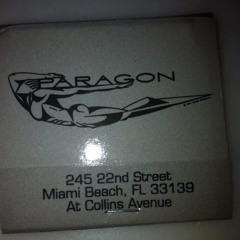 PARAGON
245 22nd Street
Miami Beach, FL 33139
At Collins Avenue